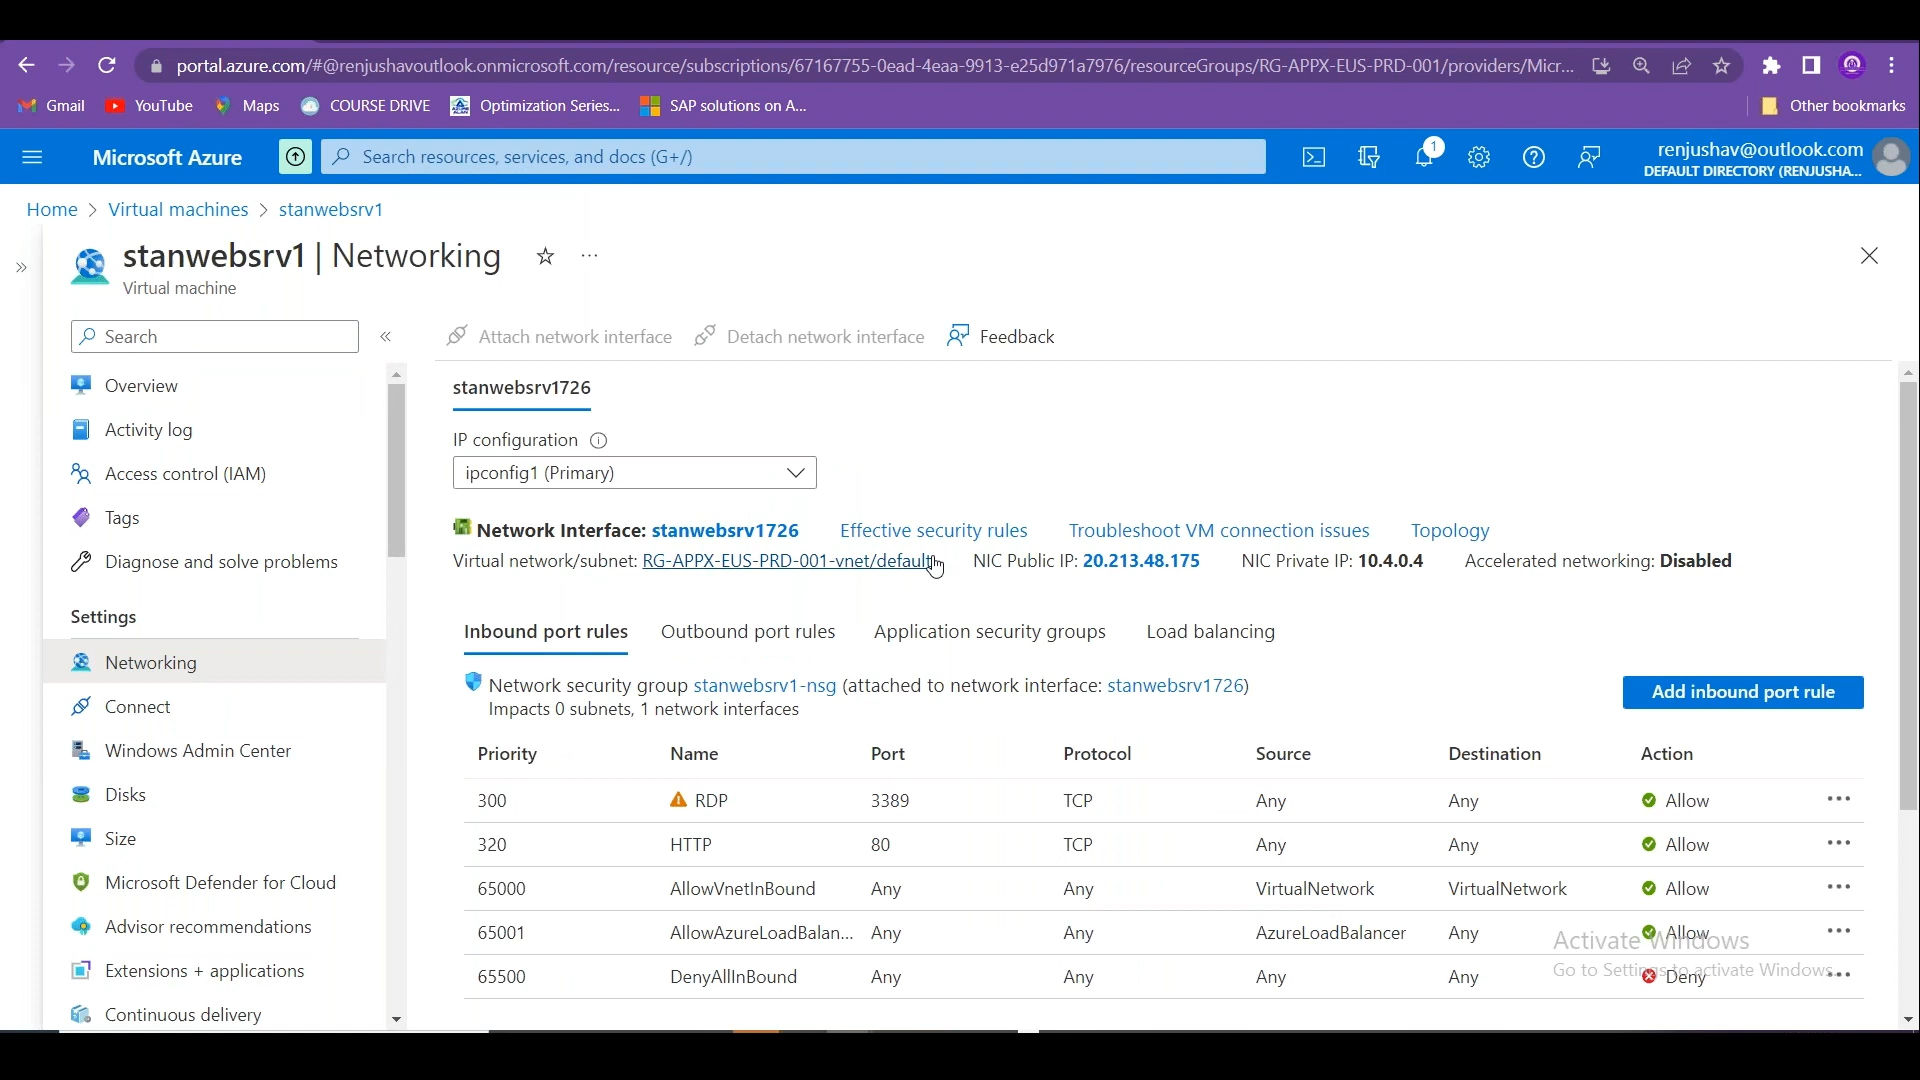 portal.azure.com/#@renjushavoutlook.onmicrosoft.com/resource/subscriptions/67167755-0ead-4eaa-9913-e25d971a7976/resourceGroups/RG-APPX-EUS-PRD-001/providers/Micr...
Gmail YouTube Maps COURSE DRIVE Optimization Series... SAP solutions on A... Other bookmarks
Microsoft Azure Search resources, services, and docs (G+/) 1 renjushav@outlook.com
DEFAULT DIRECTORY (RENJUSHA...
Home > Virtual machines > stanwebsrv1
stanwebsrv1 | Networking
Virtual machine
Search
Attach network interface Detach network interface Feedback
Overview
Activity log
Access control (IAM)
Tags
Diagnose and solve problems
Settings
Networking
Connect
Windows Admin Center
Disks
Size
Microsoft Defender for Cloud
Advisor recommendations
Extensions + applications
Continuous delivery
stanwebsrv1726
IP configuration
ipconfig1 (Primary)
Network Interface: stanwebsrv1726 Effective security rules Troubleshoot VM connection issues Topology
Virtual network/subnet: RG-APPX-EUS-PRD-001-vnet/default NIC Public IP: 20.213.48.175 NIC Private IP: 10.4.0.4 Accelerated networking: Disabled
Inbound port rules Outbound port rules Application security groups Load balancing
Network security group stanwebsrv1-nsg (attached to network interface: stanwebsrv1726)
Impacts 0 subnets, 1 network interfaces
Add inbound port rule
Priority Name Port Protocol Source Destination Action
300 RDP 3389 TCP Any Any Allow
320 HTTP 80 TCP Any Any Allow
65000 AllowVnetInBound Any Any VirtualNetwork VirtualNetwork Allow
65001 AllowAzureLoadBalan... Any Any AzureLoadBalancer Any Allow
65500 DenyAllInBound Any Any Any Any Deny
Activate Windows
Go to Settings to activate Windows.